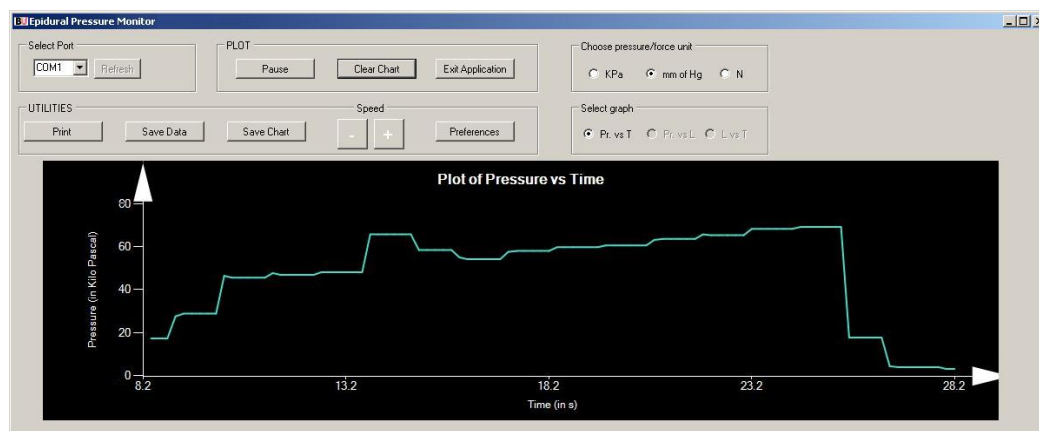 BU Epidural Pressure Monitor
Select Port
COM1 Refresh
PLOT
Pause Clear Chart Exit Application
Choose pressure/force unit
KPa mm of Hg N
UTILITIES
Print Save Data Save Chart
Speed
- +
Preferences
Select graph
Pr. vs T Pr. vs L L vs T
Plot of Pressure vs Time
Pressure (in Kilo Pascal)
80
60
40
20
0
8.2 13.2 18.2 23.2 28.2
Time (in s)